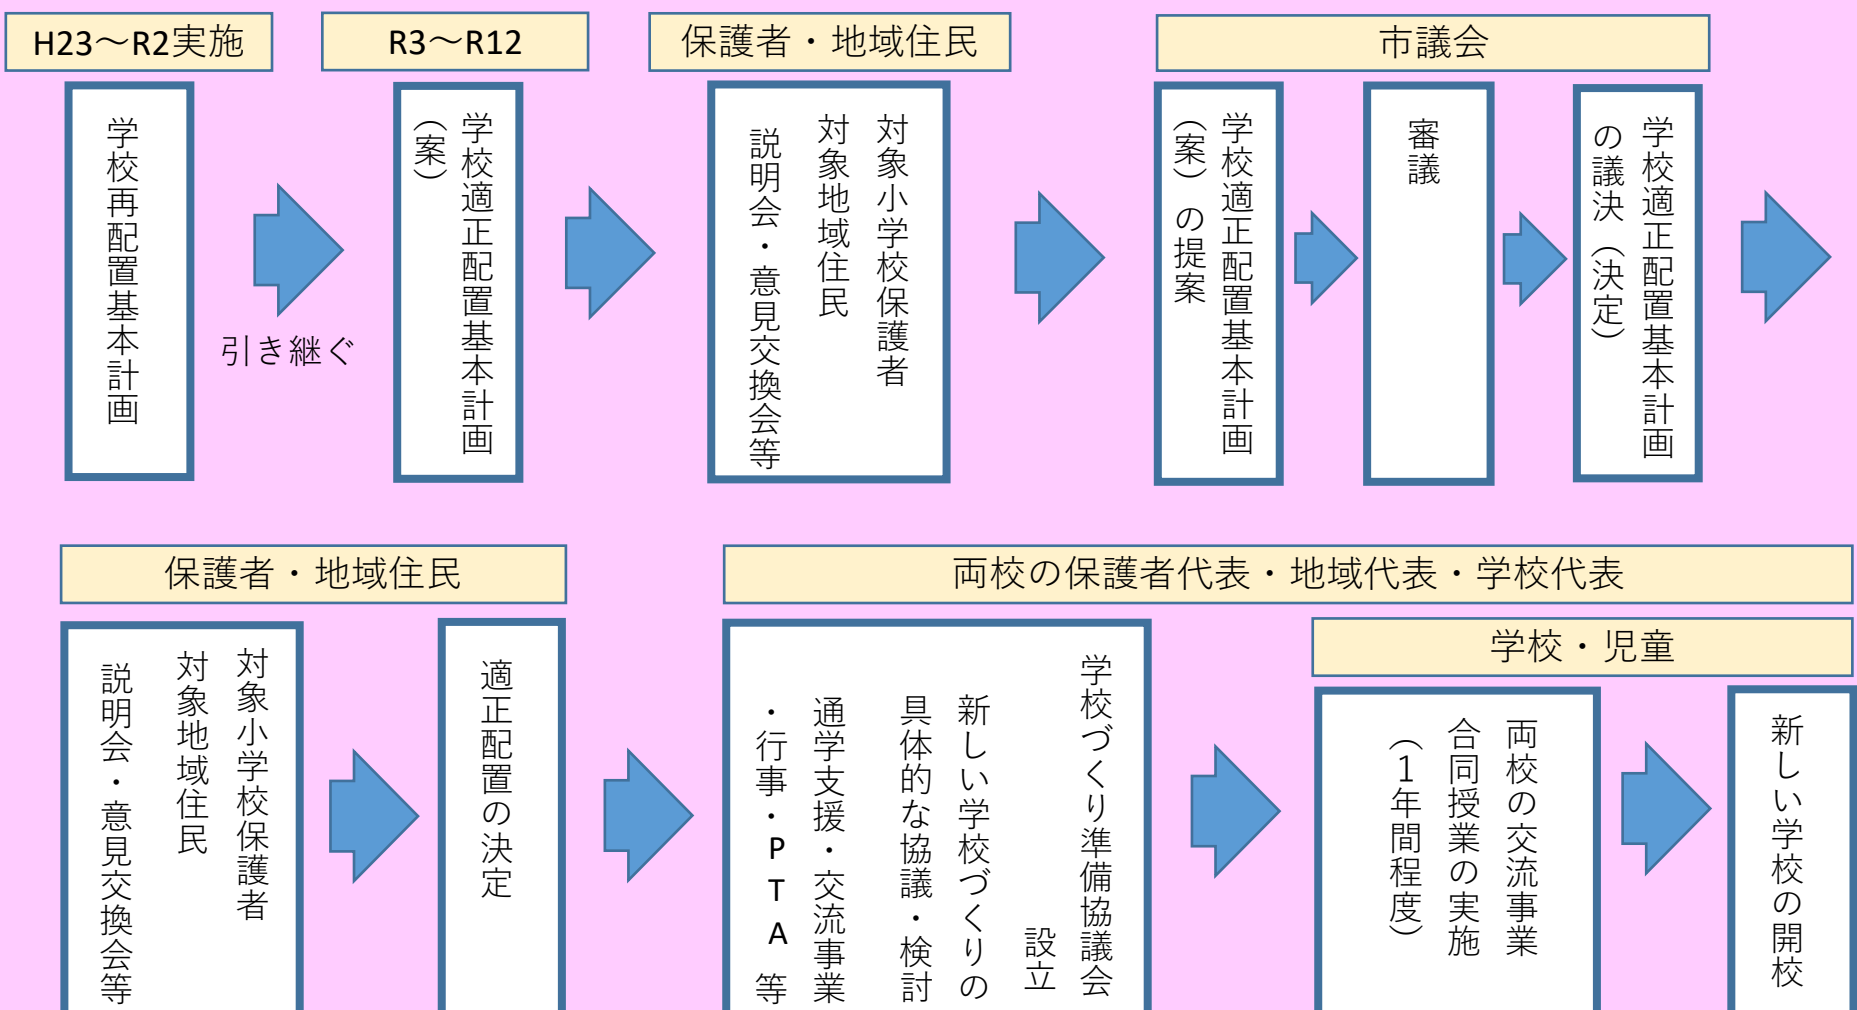 H23～R2実施
学校再配置基本計画
引き継ぐ
R3～R12
学校適正配置基本計画
（案）
保護者・地域住民
対象小学校保護者
対象地域住民
説明会・意見交換会等
市議会
学校適正配置基本計画
（案）の提案
審議
学校適正配置基本計画
の議決（決定）
保護者・地域住民
対象小学校保護者
対象地域住民
説明会・意見交換会等
適正配置の決定
両校の保護者代表・地域代表・学校代表
学校づくり準備協議会
設立
新しい学校づくりの
具体的な協議・検討
通学支援・交流事業
・行事・PTA 等
学校・児童
両校の交流事業
合同授業の実施
（１年間程度）
新しい学校の開校